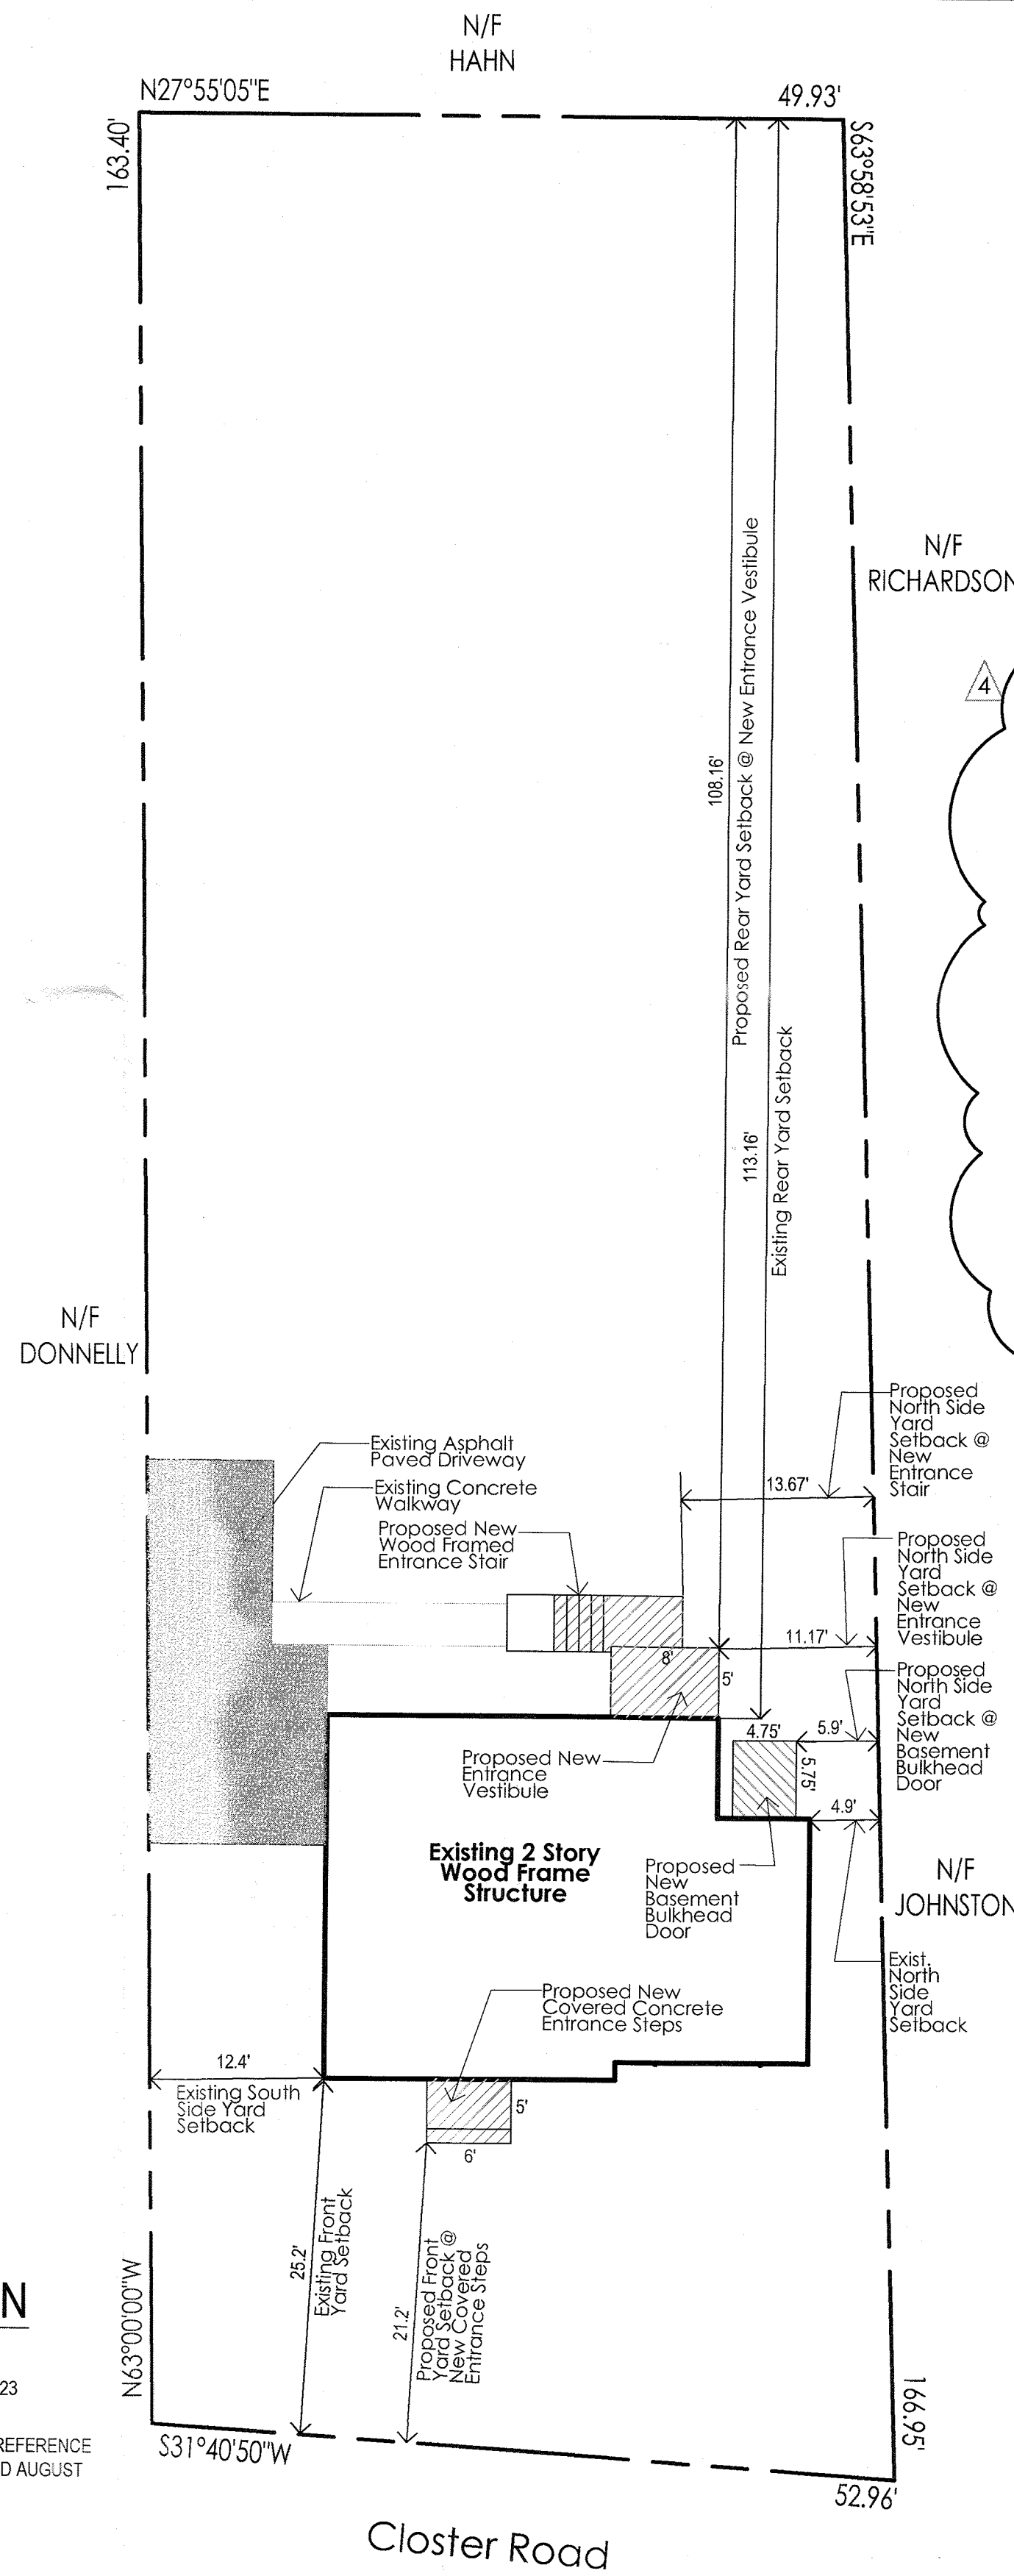 N/F
HAHN
N27°55'05"E
49.93'
163.40'
S63°58'53"E
N/F
RICHARDSON
4
108.16'
Proposed Rear Yard Setback @ New Entrance Vestibule
113.16'
Existing Rear Yard Setback
N/F
DONNELLY
Proposed
North Side
Yard
Setback @
New
Entrance
Stair
13.67'
Existing Asphalt
Paved Driveway
Existing Concrete
Walkway
Proposed New
Wood Framed
Entrance Stair
Proposed
North Side
Yard
Setback @
New
Entrance
Vestibule
11.17'
8'
5'
Proposed
North Side
Yard
Setback @
New
Basement
Bulkhead
Door
4.75'
5.9'
5.75'
4.9'
Proposed New
Entrance
Vestibule
Existing 2 Story
Wood Frame
Structure
Proposed
New
Basement
Bulkhead
Door
N/F
JOHNSTON
Exist.
North
Side
Yard
Setback
Proposed New
Covered Concrete
Entrance Steps
12.4'
Existing South
Side Yard
Setback
5'
6'
25.2'
Existing Front
Yard Setback
21.2'
Proposed Front
Yard Setback @
New Covered
Entrance Steps
N
23
REFERENCE
D AUGUST
N63°00'00"W
S31°40'50"W
166.95'
52.96'
Closter Road